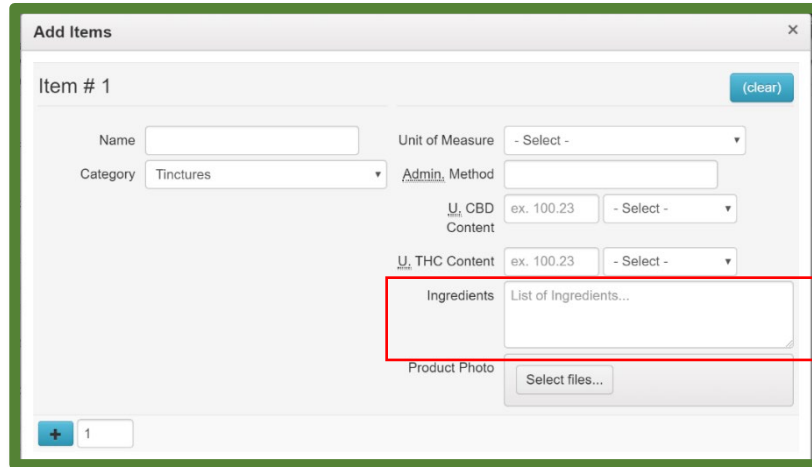 Add Items ×
Item # 1 (clear)
Name
Category Tinctures
Unit of Measure - Select -
Admin. Method
U. CBD ex. 100.23 - Select -
Content
U. THC Content ex. 100.23 - Select -
Ingredients List of Ingredients...
Product Photo
Select files...
+ 1